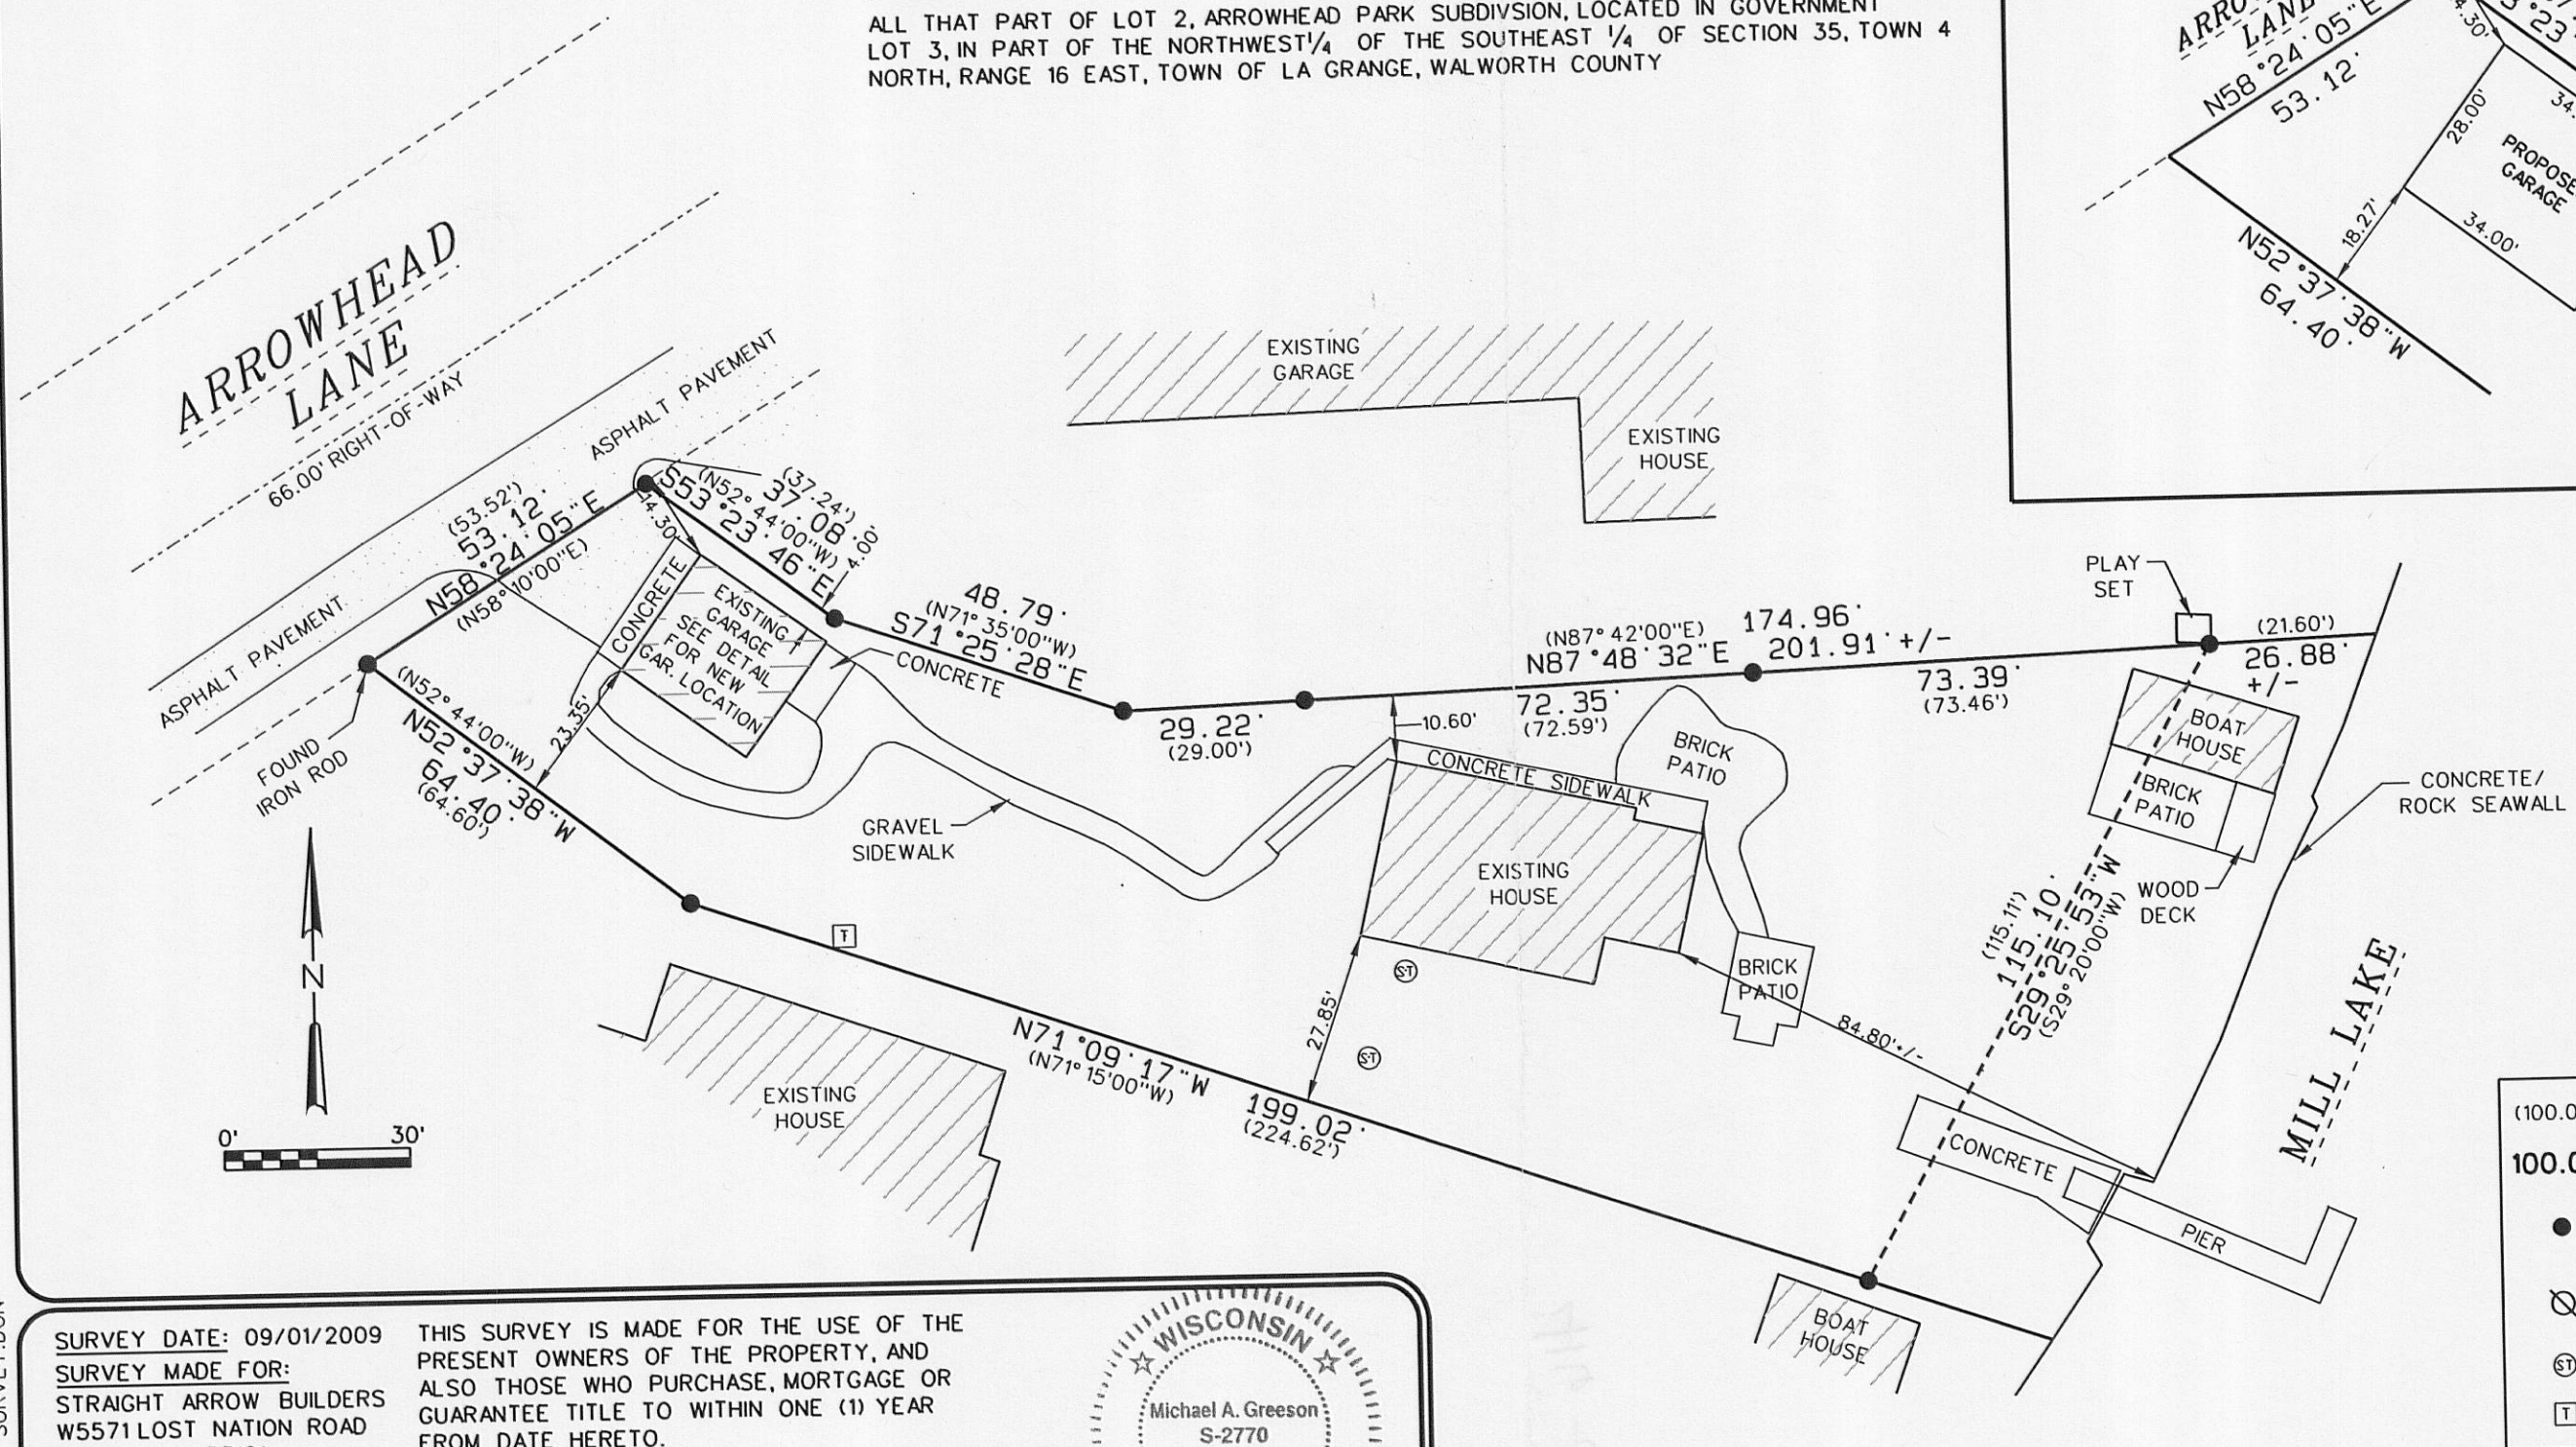 ALL THAT PART OF LOT 2, ARROWHEAD PARK SUBDIVSION, LOCATED IN GOVERNMENT
LOT 3, IN PART OF THE NORTHWEST 1/4 OF THE SOUTHEAST 1/4 OF SECTION 35, TOWN 4
NORTH, RANGE 16 EAST, TOWN OF LA GRANGE, WALWORTH COUNTY
LANE
N58°24'05"E
53.12'
28.00'
GARAGE
18.27'
34.00'
N52°37'38"W
64.40'
ARROWHEAD
LANE
66.00' RIGHT-OF-WAY
ASPHALT PAVEMENT
ASPHALT PAVEMENT
(53.52')
53.12'
N58°24'05"E
(N58°10'00"E)
(37.24')
37.08'
(N52°44'00"W)
S53°23'46"E
14.30'
4.00'
EXISTING
GARAGE
EXISTING
HOUSE
CONCRETE
EXISTING
GARAGE
SEE DETAIL
FOR NEW
GAR. LOCATION
CONCRETE
48.79'
(N71°35'00"W)
S71°25'28"E
29.22'
(29.00')
(N87°42'00"E)
N87°48'32"E
174.96'
201.91'+/-
72.35'
(72.59')
73.39'
(73.46')
PLAY
SET
(21.60')
26.88'
+/-
FOUND
IRON ROD
(N52°44'00"W)
N52°37'38"W
64.40'
(64.60')
23.35'
GRAVEL
SIDEWALK
10.60'
CONCRETE SIDEWALK
BRICK
PATIO
EXISTING
HOUSE
BOAT
HOUSE
BRICK
PATIO
CONCRETE/
ROCK SEAWALL
WOOD
DECK
N
0' 30'
T
ST
ST
27.85'
BRICK
PATIO
84.80'+/-
(115.11')
115.10'
S29°25'53"W
(S29°20'00"W)
MILL LAKE
EXISTING
HOUSE
N71°09'17"W
(N71°15'00"W)
199.02'
(224.62')
CONCRETE
PIER
BOAT
HOUSE
(100.0
100.0
ST
T
SURVEY DATE: 09/01/2009
SURVEY MADE FOR:
STRAIGHT ARROW BUILDERS
W5571 LOST NATION ROAD
THIS SURVEY IS MADE FOR THE USE OF THE
PRESENT OWNERS OF THE PROPERTY, AND
ALSO THOSE WHO PURCHASE, MORTGAGE OR
GUARANTEE TITLE TO WITHIN ONE (1) YEAR
FROM DATE HERETO.
WISCONSIN
Michael A. Greeson
S-2770